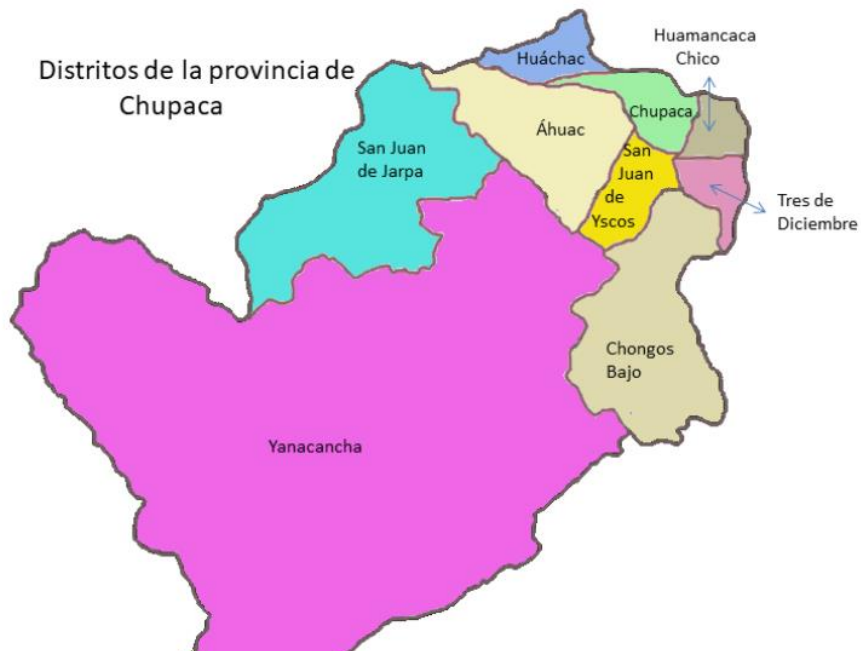 Distritos de la provincia de
Chupaca
Huáchac
Huamancaca
Chico
Chupaca
Áhuac
San Juan
de Jarpa
San
Juan
de
Yscos
Tres de
Diciembre
Chongos
Bajo
Yanacancha